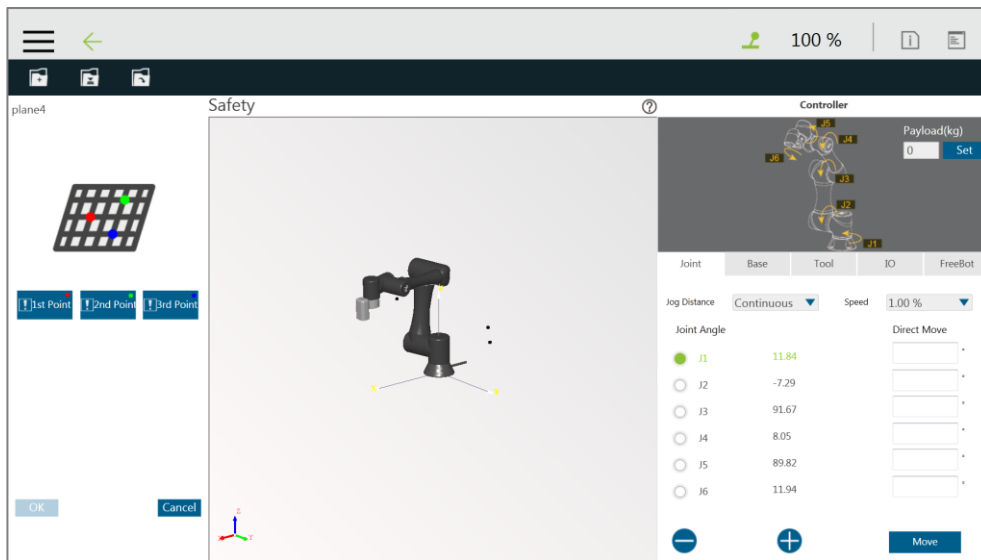 100 %
plane4
Safety
Controller
J5
J4
J6
J3
J2
J1
Payload(kg)
0 Set
Joint Base Tool IO FreeBot
1st Point 2nd Point 3rd Point
Jog Distance Continuous Speed 1.00 %
Joint Angle Direct Move
J1 11.84 °
J2 -7.29 °
J3 91.67 °
J4 8.05 °
J5 89.82 °
J6 11.94 °
OK Cancel
Move